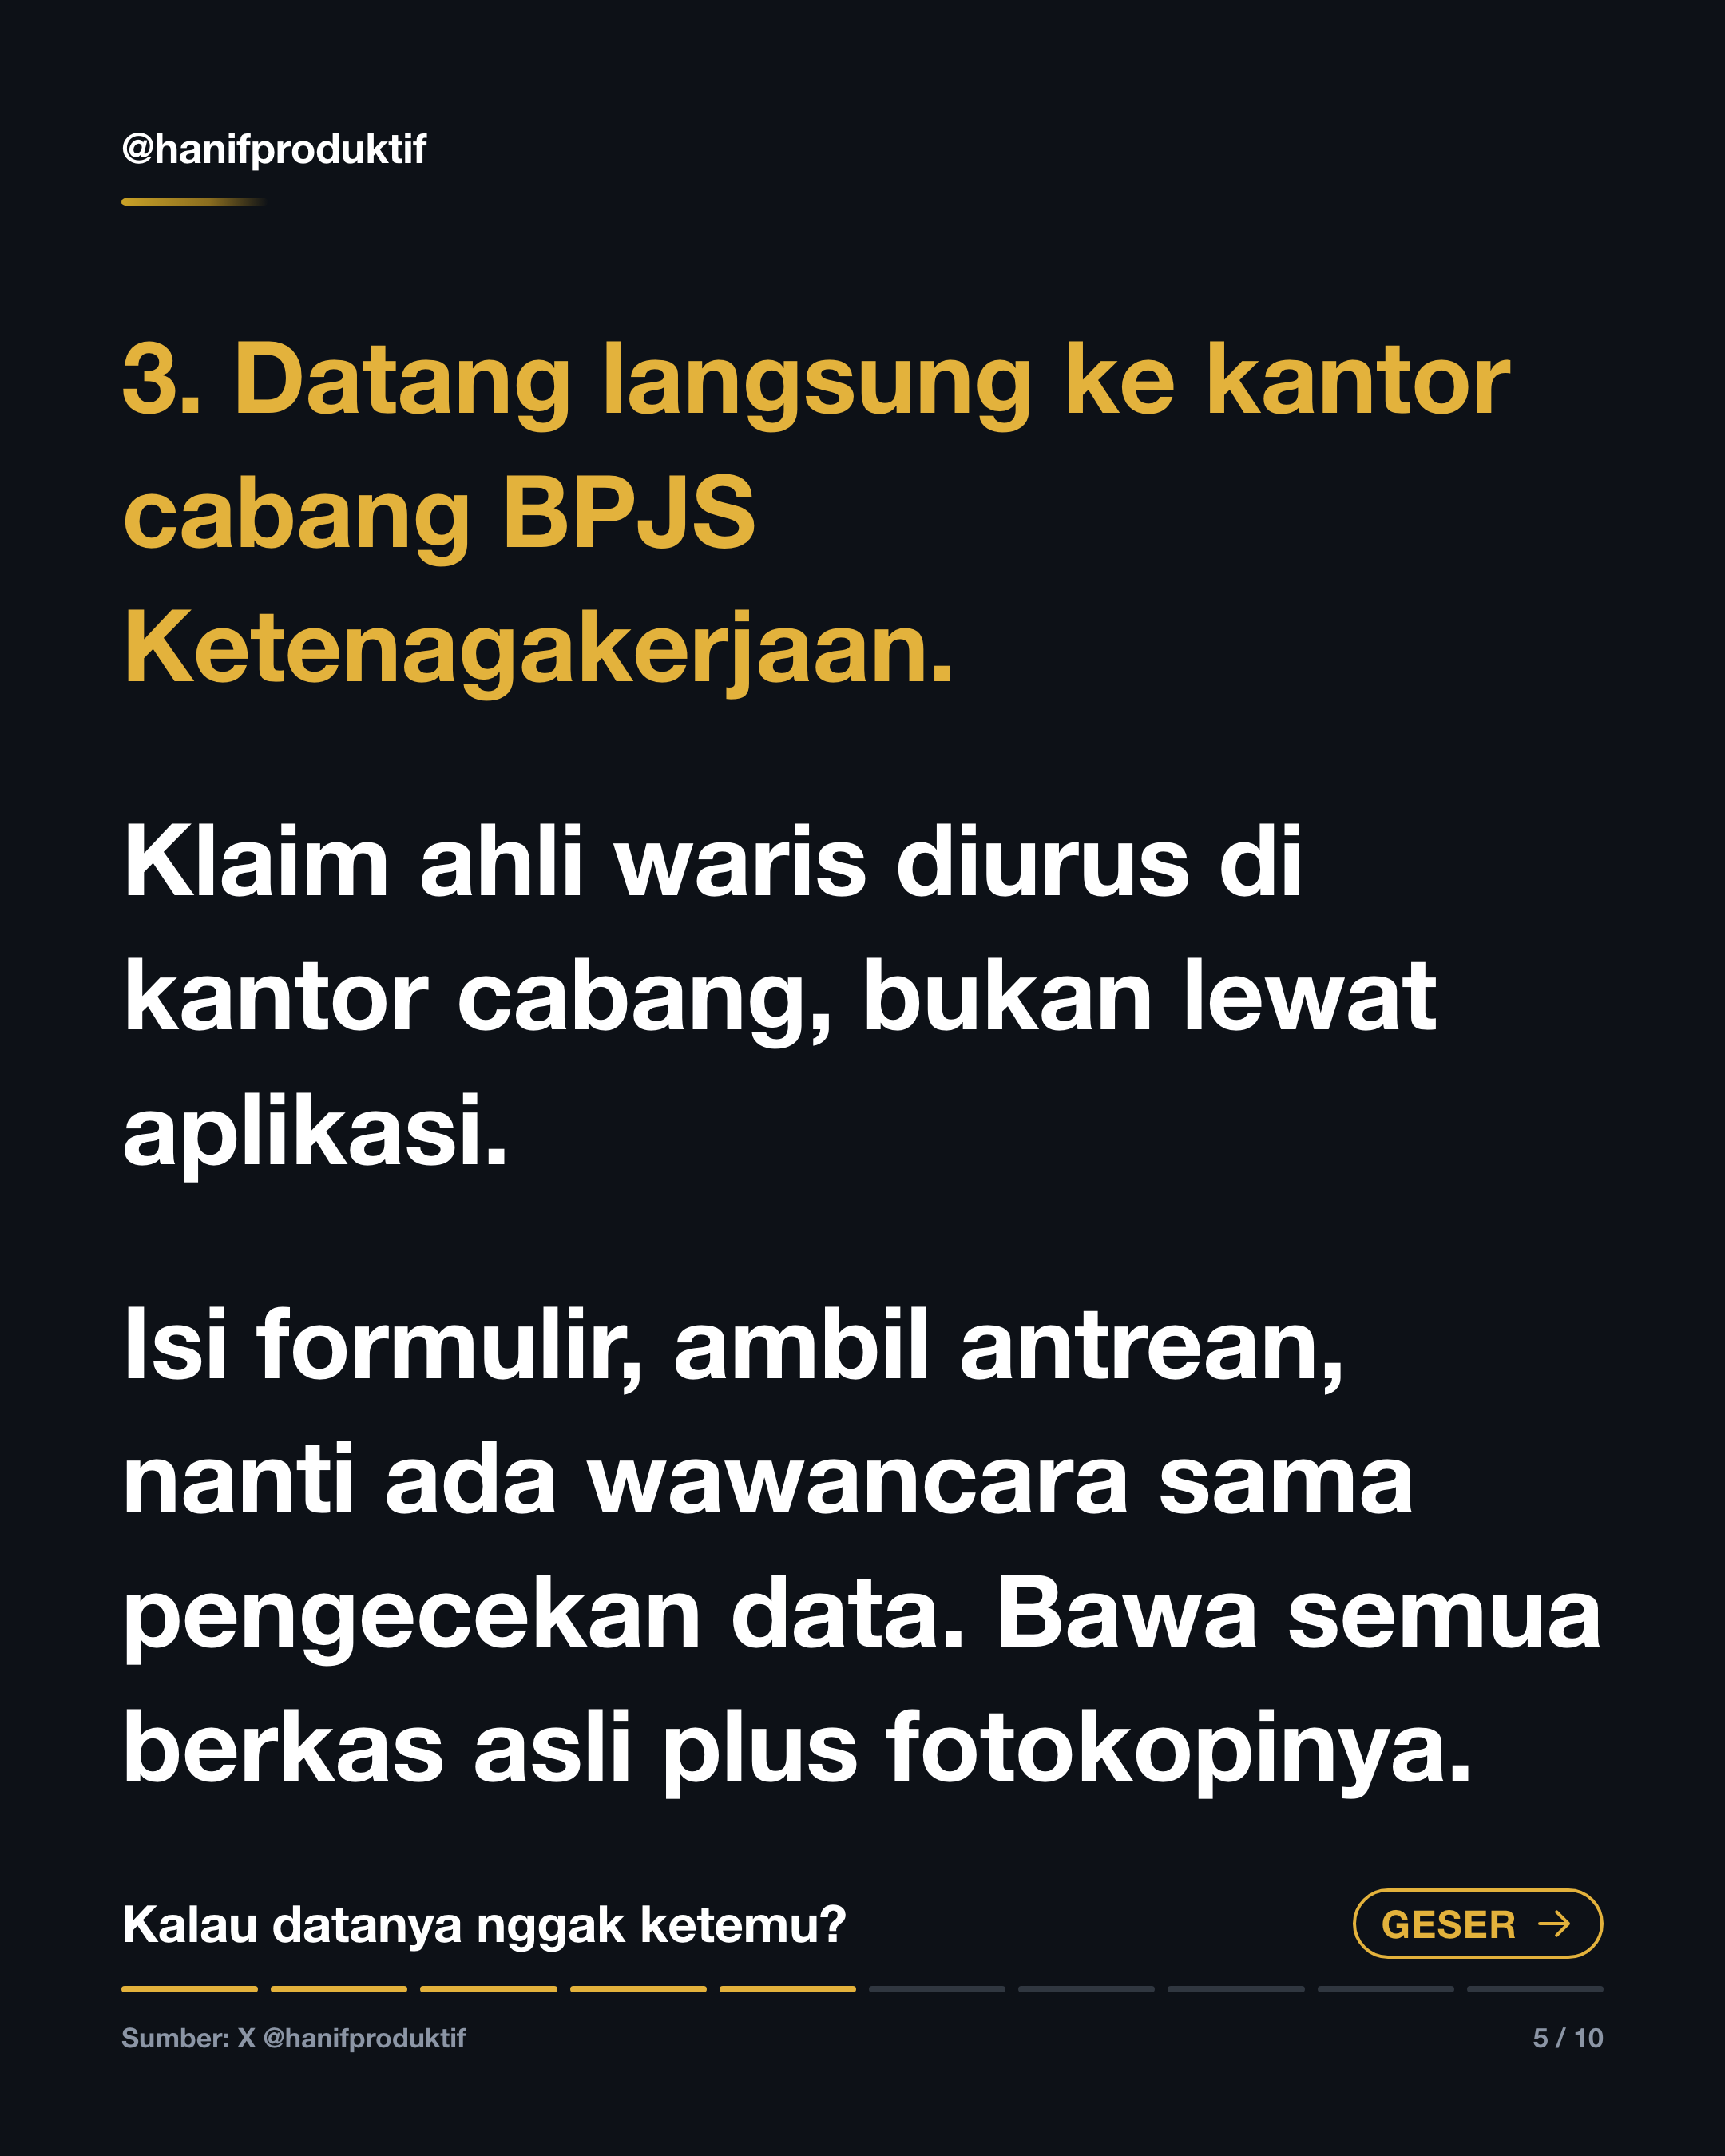 @hanifproduktif
3. Datang langsung ke kantor
cabang BPJS
Ketenagakerjaan.
Klaim ahli waris diurus di
kantor cabang, bukan lewat
aplikasi.
Isi formulir, ambil antrean,
nanti ada wawancara sama
pengecekan data. Bawa semua
berkas asli plus fotokopinya.
Kalau datanya nggak ketemu?
GESER →
Sumber: X @hanifproduktif
5 / 10